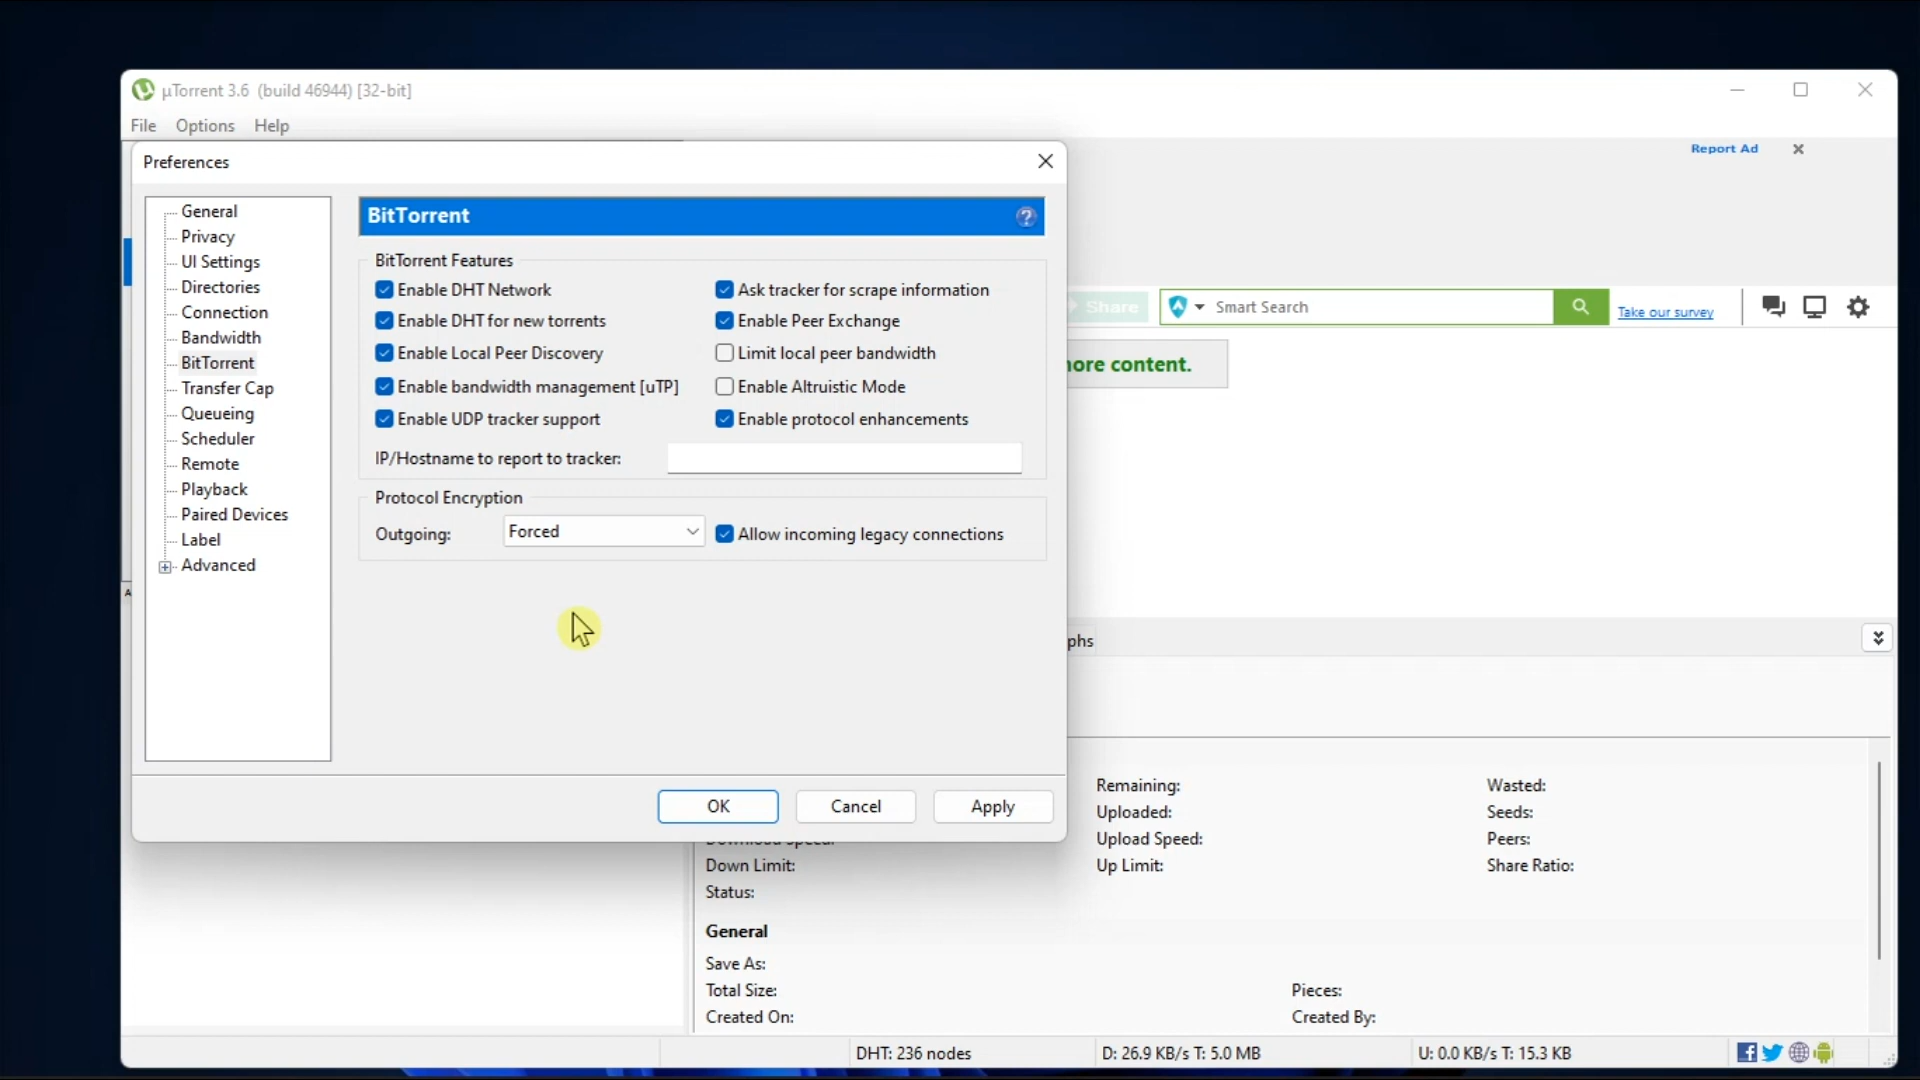 µTorrent 3.6 (build 46944) [32-bit]
File Options Help
Preferences
Report Ad
General
Privacy
UI Settings
Directories
Connection
Bandwidth
BitTorrent
Transfer Cap
Queueing
Scheduler
Remote
Playback
Paired Devices
Label
Advanced
BitTorrent
BitTorrent Features
Enable DHT Network
Ask tracker for scrape information
Enable DHT for new torrents
Enable Peer Exchange
Enable Local Peer Discovery
Limit local peer bandwidth
Enable bandwidth management [uTP]
Enable Altruistic Mode
Enable UDP tracker support
Enable protocol enhancements
IP/Hostname to report to tracker:
Protocol Encryption
Outgoing: Forced
Allow incoming legacy connections
OK Cancel Apply
Share
Smart Search
Take our survey
ore content.
phs
Remaining: Wasted:
Uploaded: Seeds:
Download Speed: Upload Speed: Peers:
Down Limit: Up Limit: Share Ratio:
Status:
General
Save As:
Total Size: Pieces:
Created On: Created By:
DHT: 236 nodes D: 26.9 KB/s T: 5.0 MB U: 0.0 KB/s T: 15.3 KB